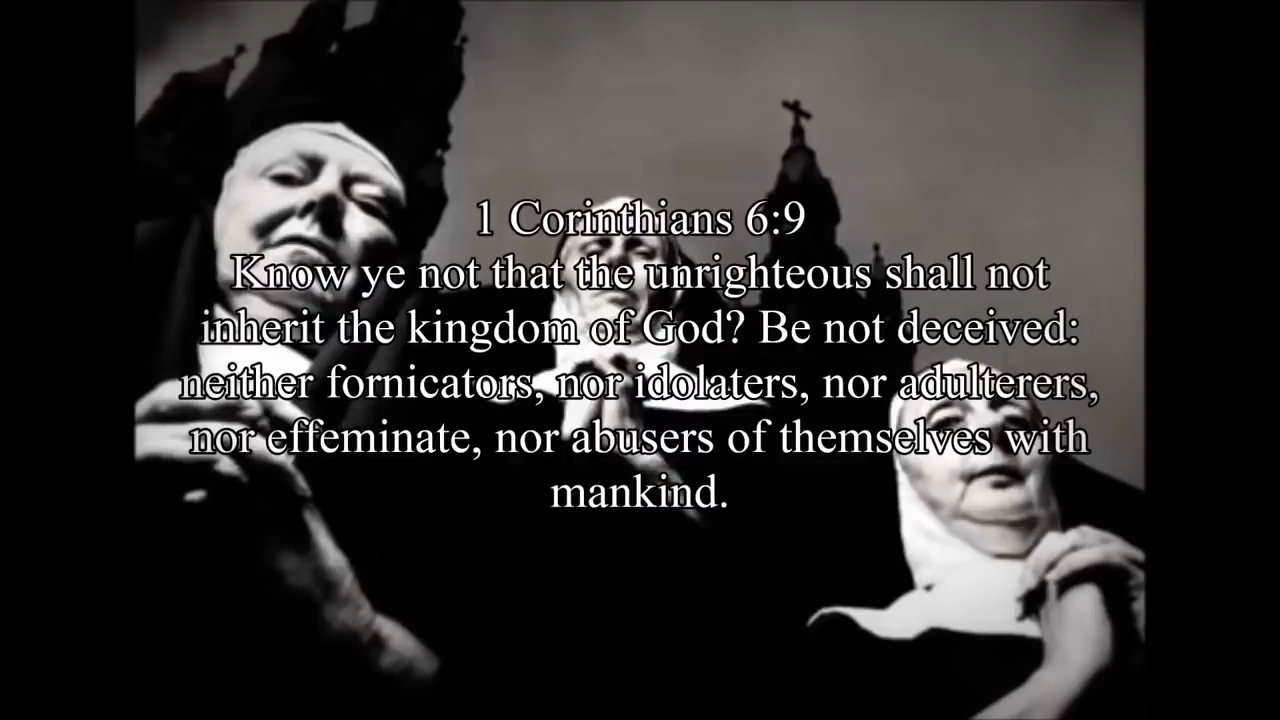 1 Corinthians 6:9
Know ye not that the unrighteous shall not
inherit the kingdom of God? Be not deceived:
neither fornicators, nor idolaters, nor adulterers,
nor effeminate, nor abusers of themselves with
mankind.